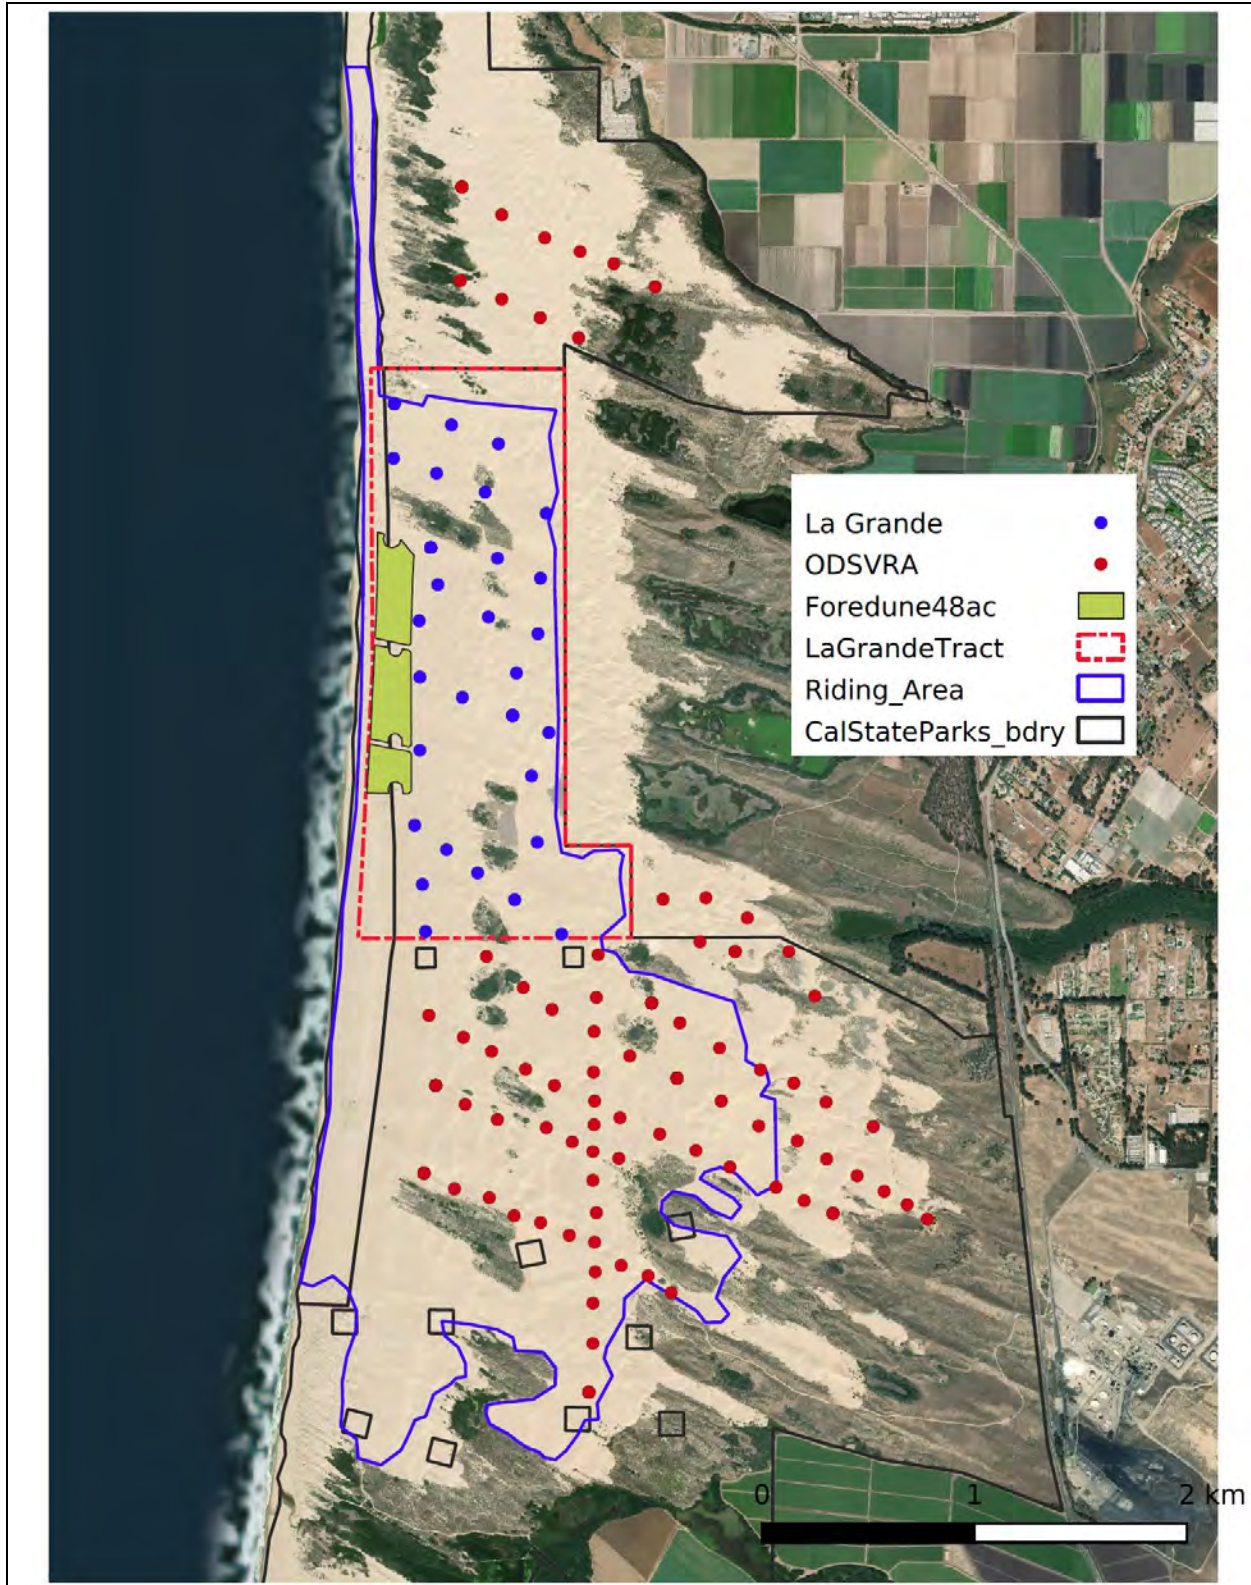 La Grande
ODSVRA
Foredune48ac
LaGrandeTract
Riding_Area
CalStateParks_bdry
0 1 2 km